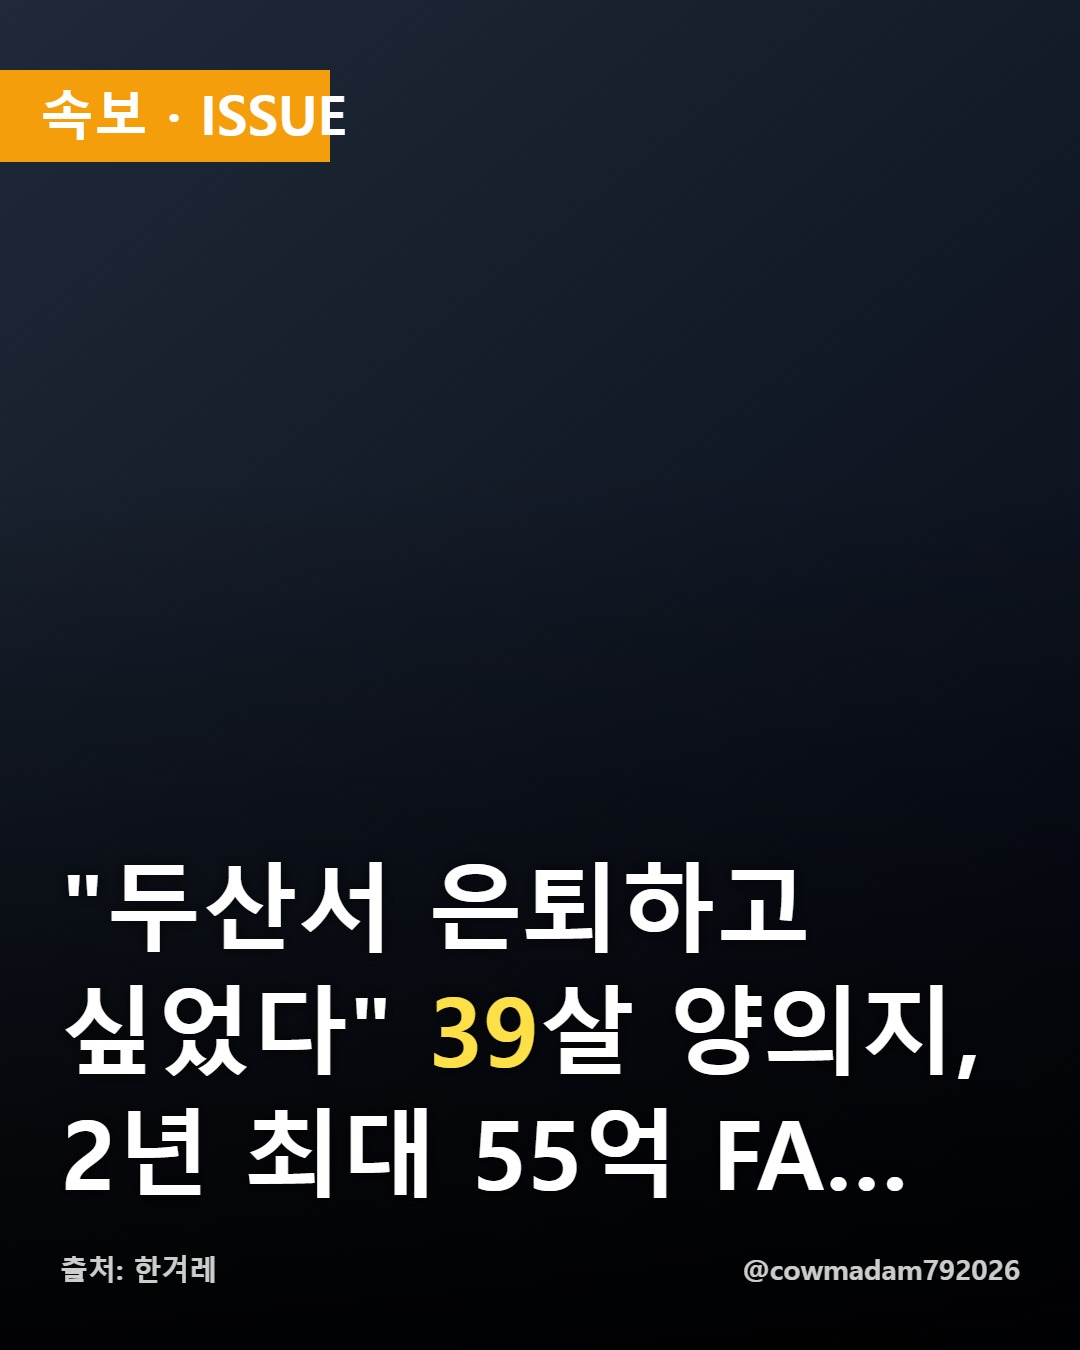 속보 · ISSUE
"두산서 은퇴하고
싶었다" 39살 양의지,
2년 최대 55억 FA...
출처: 한겨레
@cowmadam792026